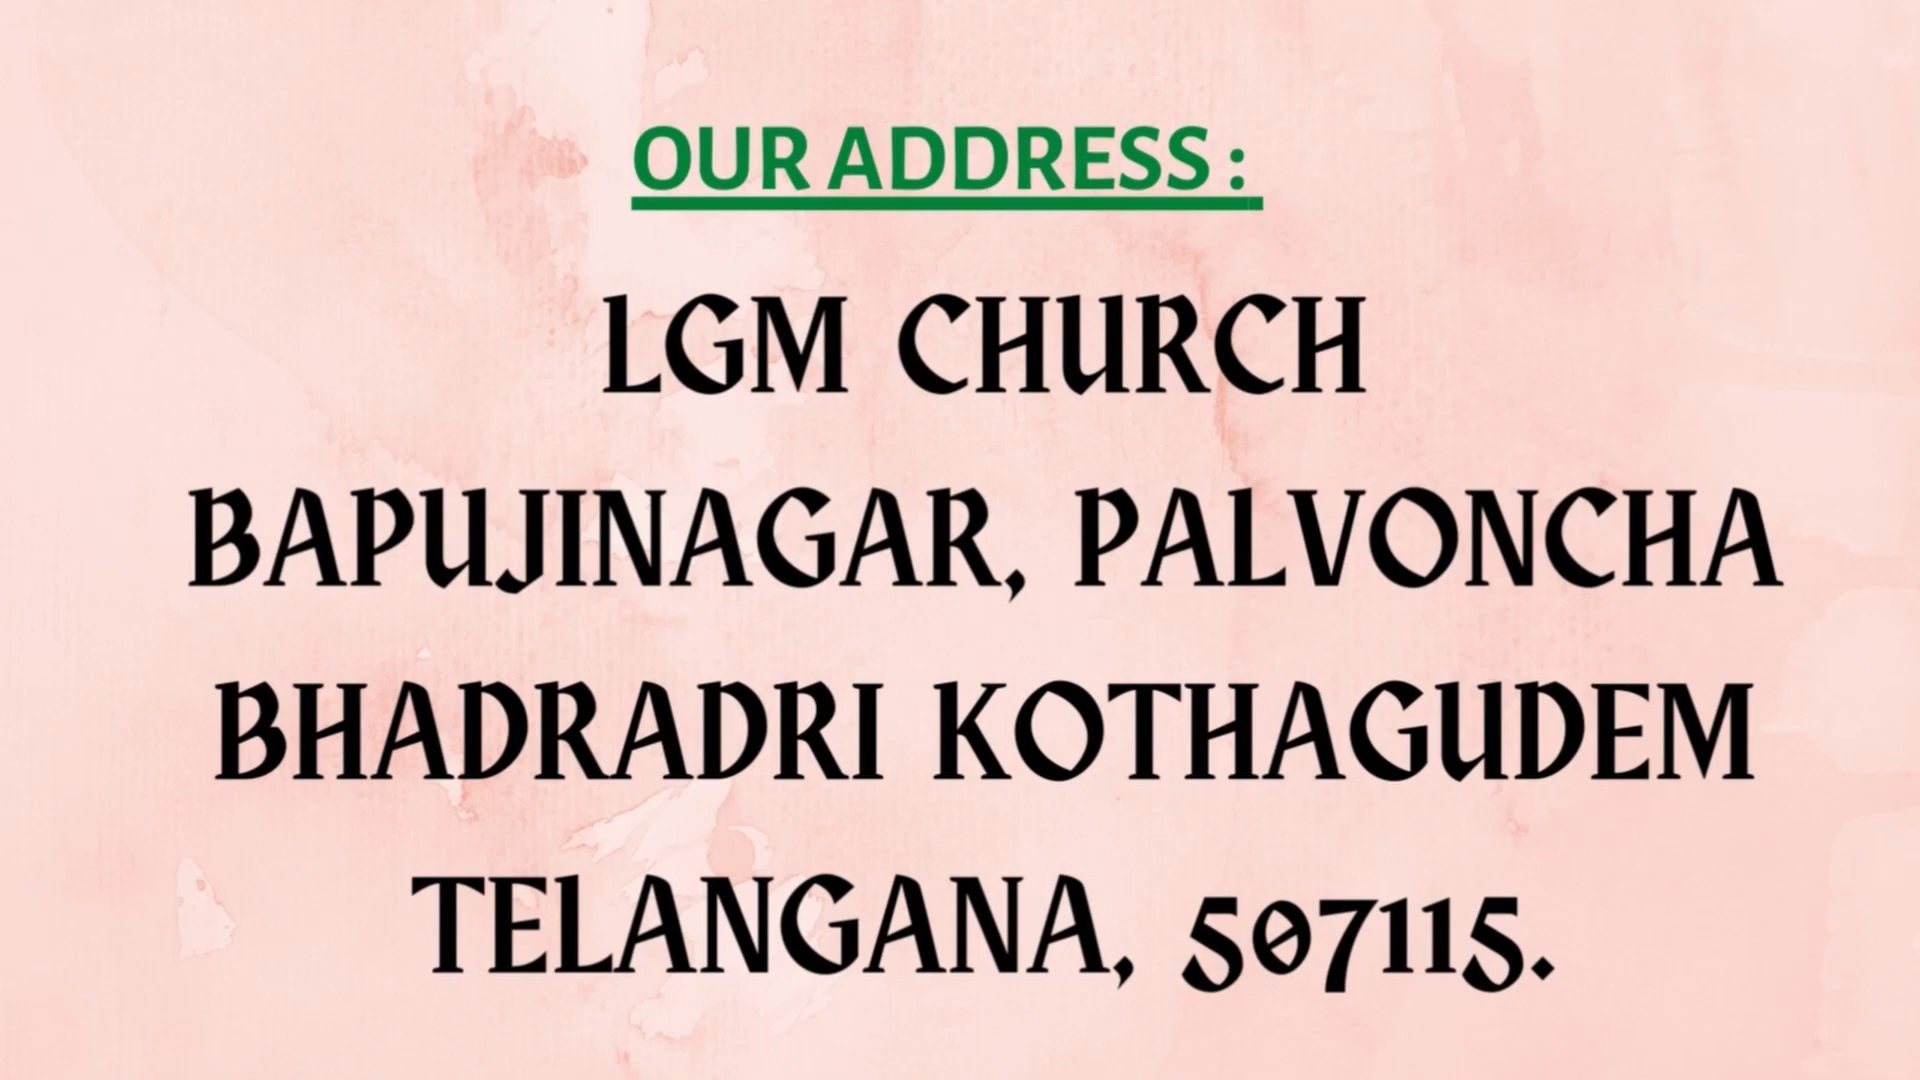 OUR ADDRESS :
LGM CHURCH
BAPUJINAGAR, PALVONCHA
BHADRADRI KOTHAGUDEM
TELANGANA, 507115.